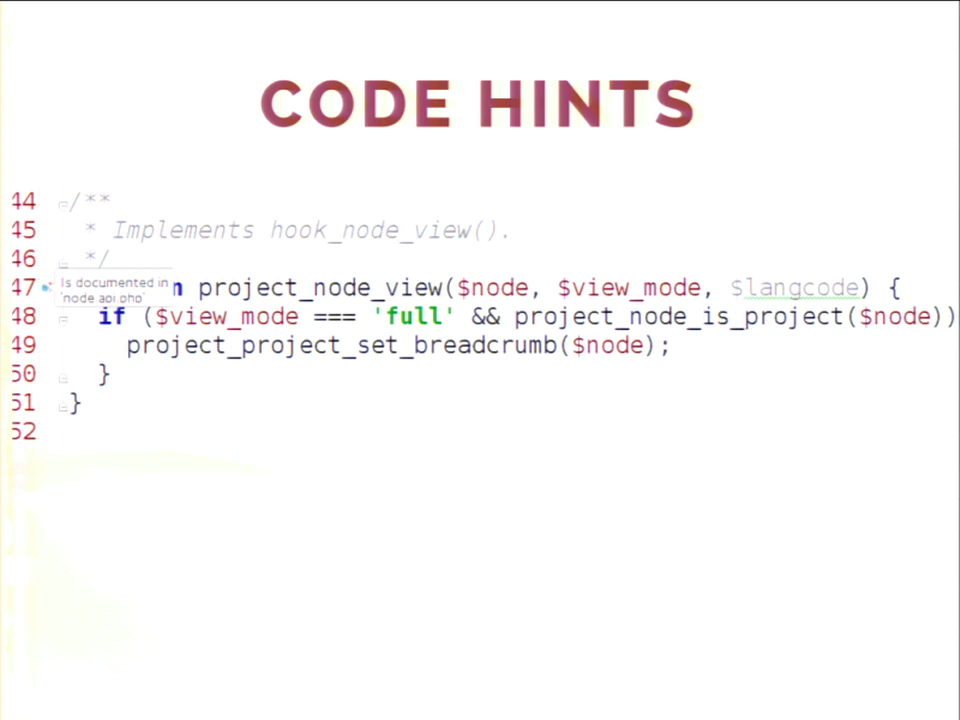 CODE HINTS
44 /**
45 * Implements hook_node_view().
46 */
Is documented in
'node.api.php'
47 n project_node_view($node, $view_mode, $langcode) {
48 if ($view_mode === 'full' && project_node_is_project($node))
49 project_project_set_breadcrumb($node);
50 }
51 }
52